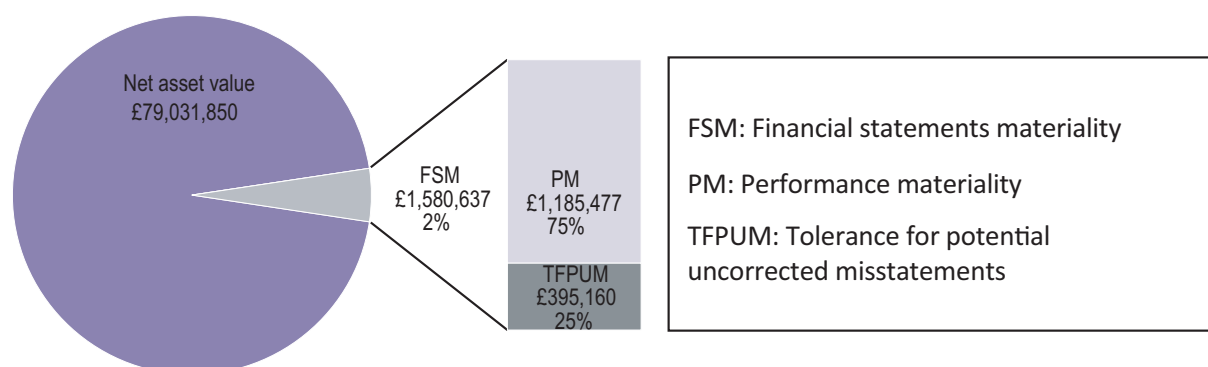 Net asset value
£79,031,850
FSM
£1,580,637
2%
PM
£1,185,477
75%
TFPUM
£395,160
25%
FSM: Financial statements materiality
PM: Performance materiality
TFPUM: Tolerance for potential
uncorrected misstatements